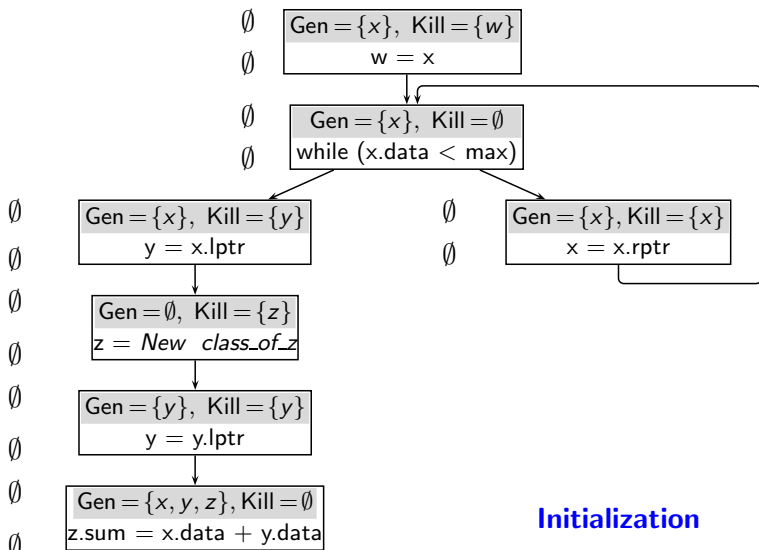 ∅ Gen = {x}, Kill = {w}
∅ w = x
∅ Gen = {x}, Kill = ∅
∅ while (x.data < max)
∅ Gen = {x}, Kill = {y}
∅ y = x.lptr
∅ Gen = {x}, Kill = {x}
∅ x = x.rptr
∅ Gen = ∅, Kill = {z}
∅ z = New class_of_z
∅ Gen = {y}, Kill = {y}
∅ y = y.lptr
∅ Gen = {x, y, z}, Kill = ∅
∅ z.sum = x.data + y.data
Initialization